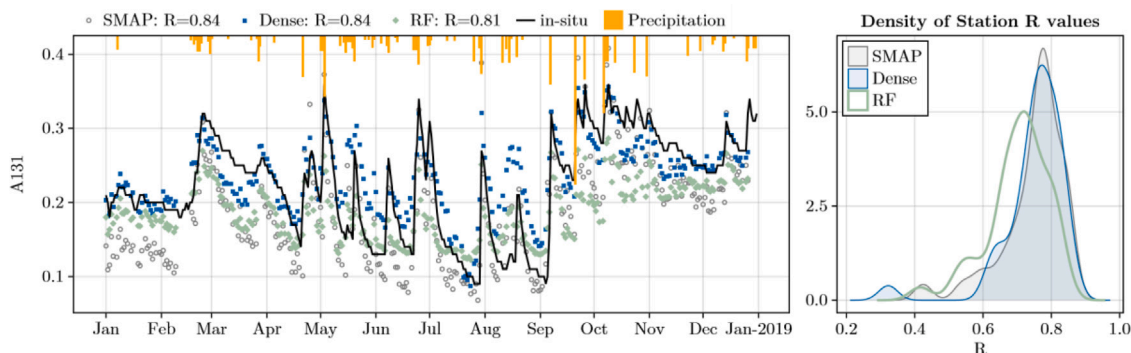 SMAP: R=0.84 Dense: R=0.84 RF: R=0.81 in-situ Precipitation
A131
0.4
0.3
0.2
0.1
Jan Feb Mar Apr May Jun Jul Aug Sep Oct Nov Dec Jan-2019
Density of Station R values
SMAP
Dense
RF
5.0
2.5
0.0
0.2 0.4 0.6 0.8 1.0
R